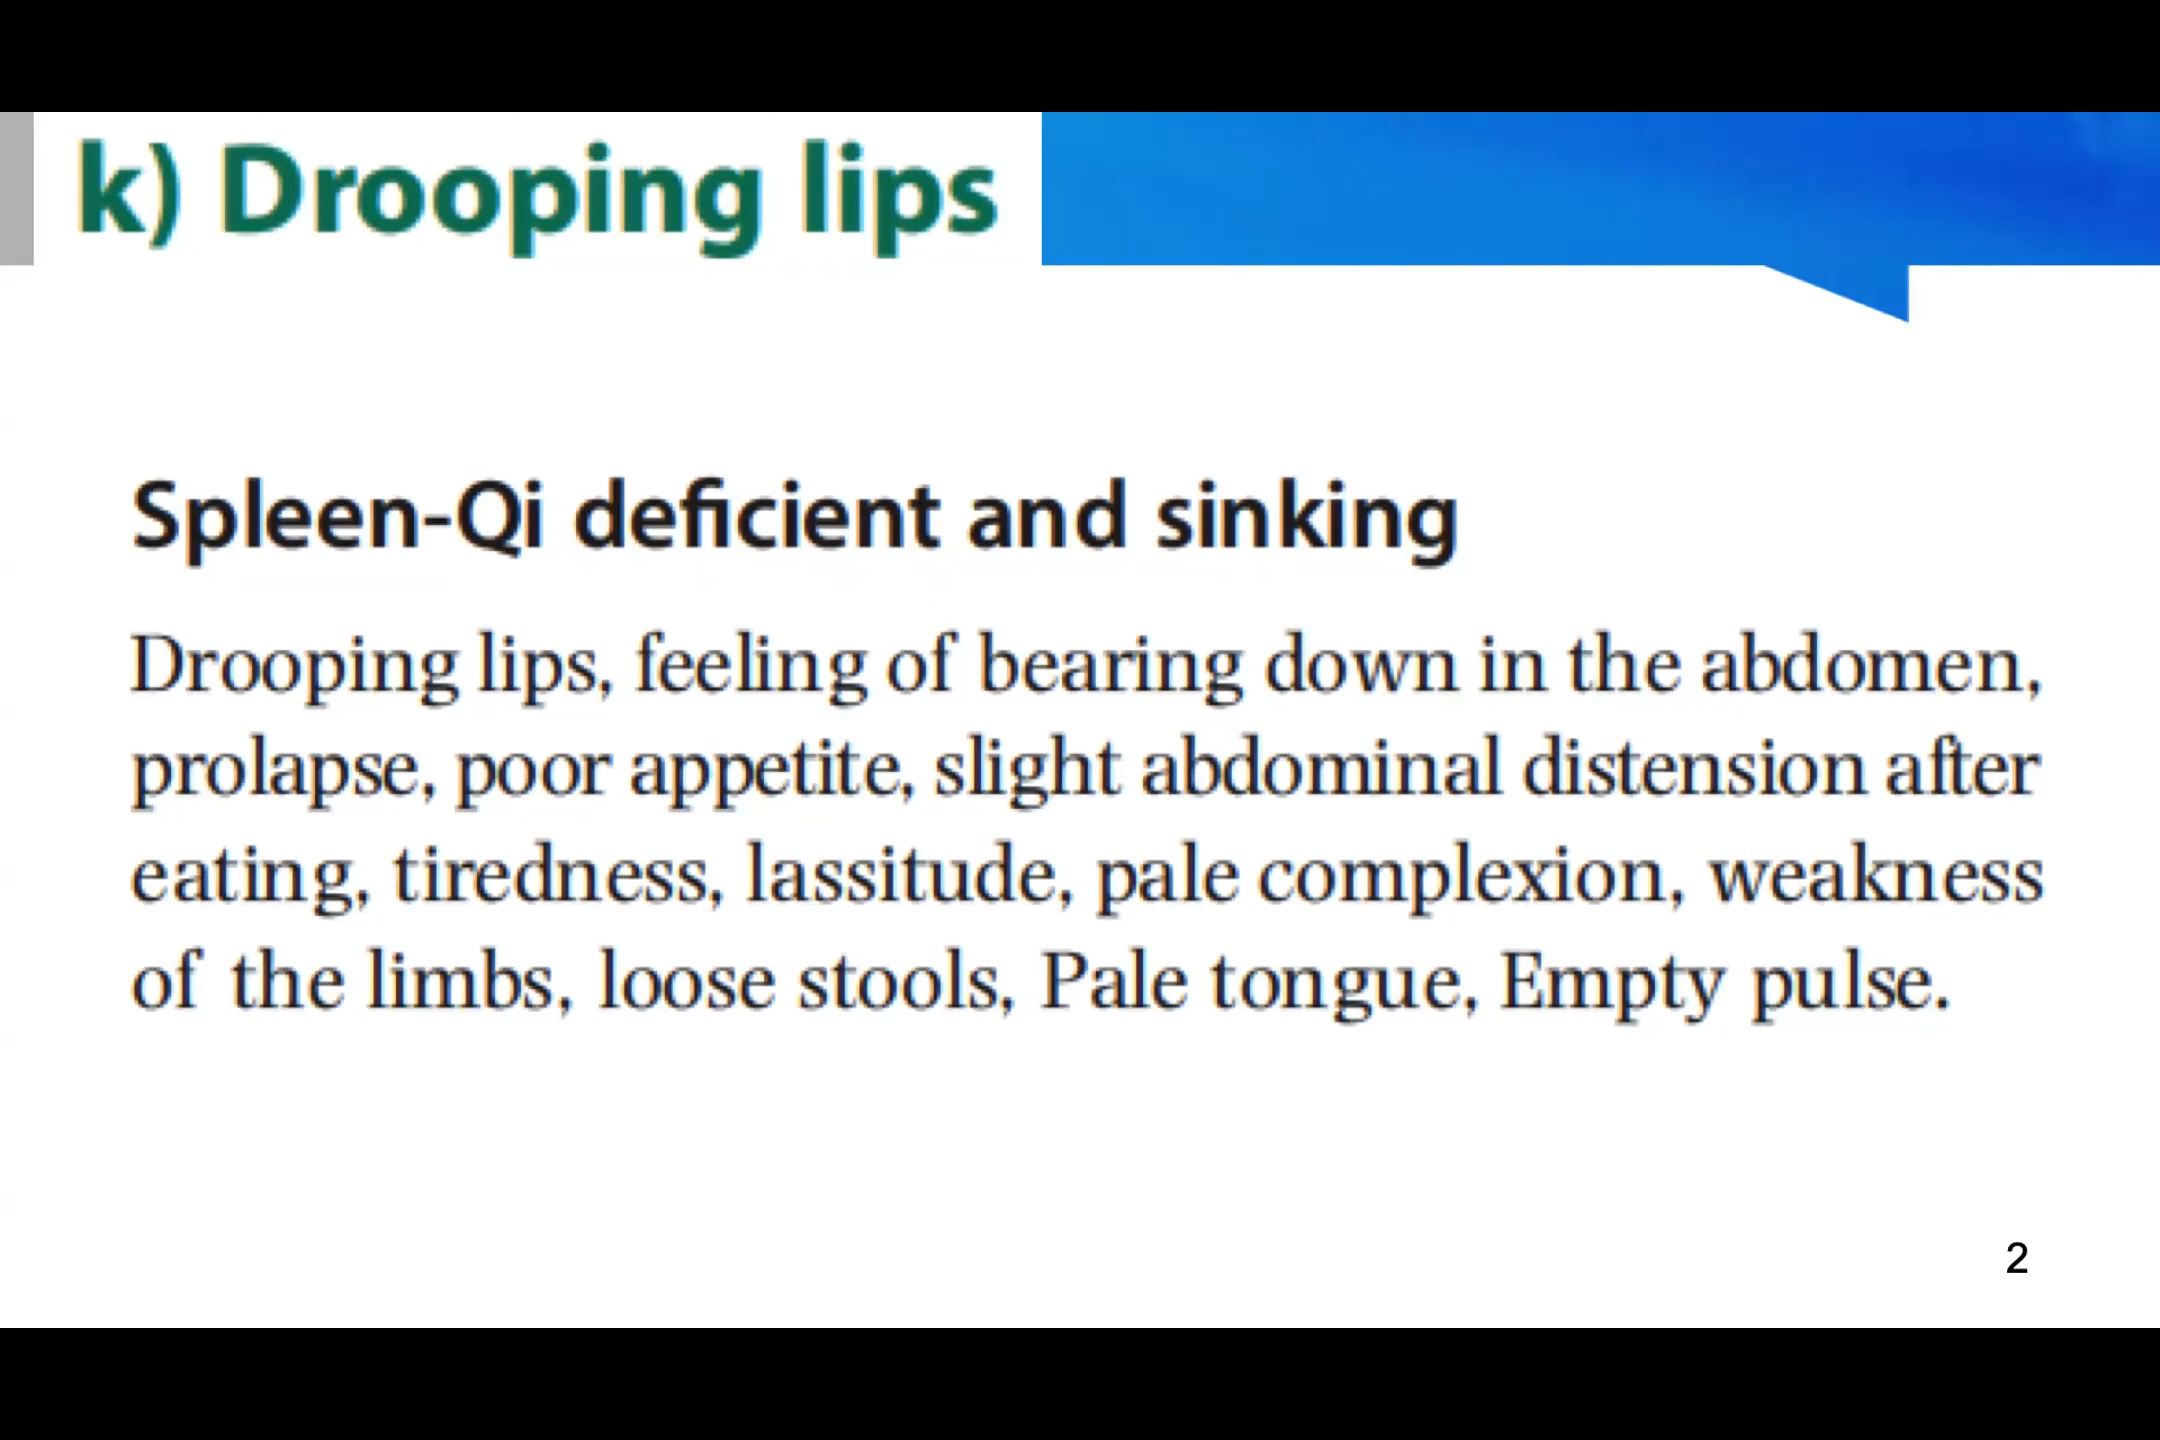 k) Drooping lips
Spleen-Qi deficient and sinking
Drooping lips, feeling of bearing down in the abdomen,
prolapse, poor appetite, slight abdominal distension after
eating, tiredness, lassitude, pale complexion, weakness
of the limbs, loose stools, Pale tongue, Empty pulse.
2